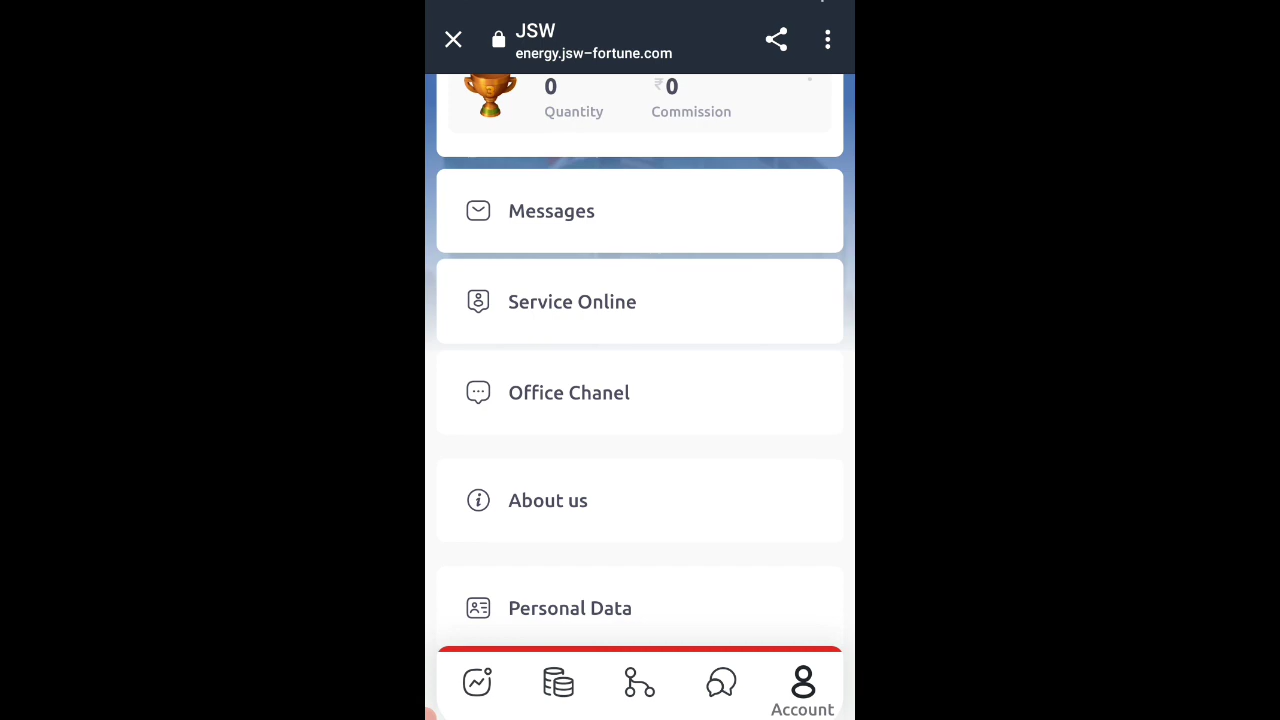 JSW
energy.jsw-fortune.com
0 ₹0
Quantity Commission
Messages
Service Online
Office Chanel
About us
Personal Data
Account